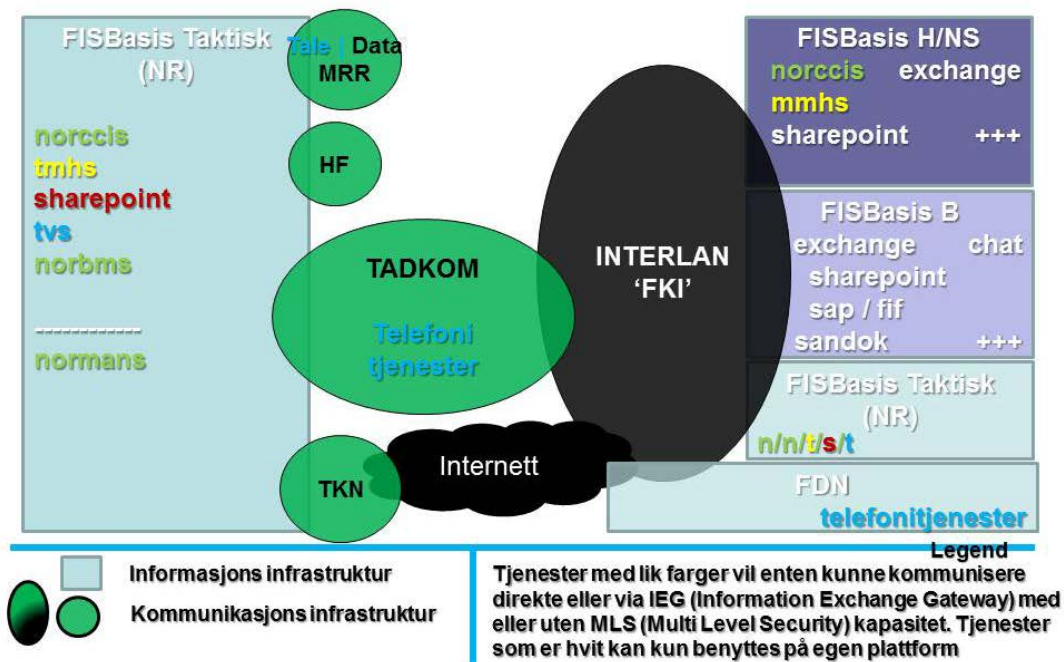 FISBasis Taktisk
(NR)
norccis
tmhs
sharepoint
tvs
norbms
------------
normans
Tale | Data
MRR
HF
TADKOM
Telefoni
tjenester
TKN
Internett
INTERLAN
‘FKI’
FISBasis H/NS
norccis exchange
mmhs
sharepoint +++
FISBasis B
exchange chat
sharepoint
sap / fif
sandok +++
FISBasis Taktisk
(NR)
n/n/t/s/t
FDN
telefonitjenester
Legend
Informasjons infrastruktur
Kommunikasjons infrastruktur
Tjenester med lik farger vil enten kunne kommunisere
direkte eller via IEG (Information Exchange Gateway) med
eller uten MLS (Multi Level Security) kapasitet. Tjenester
som er hvit kan kun benyttes på egen plattform